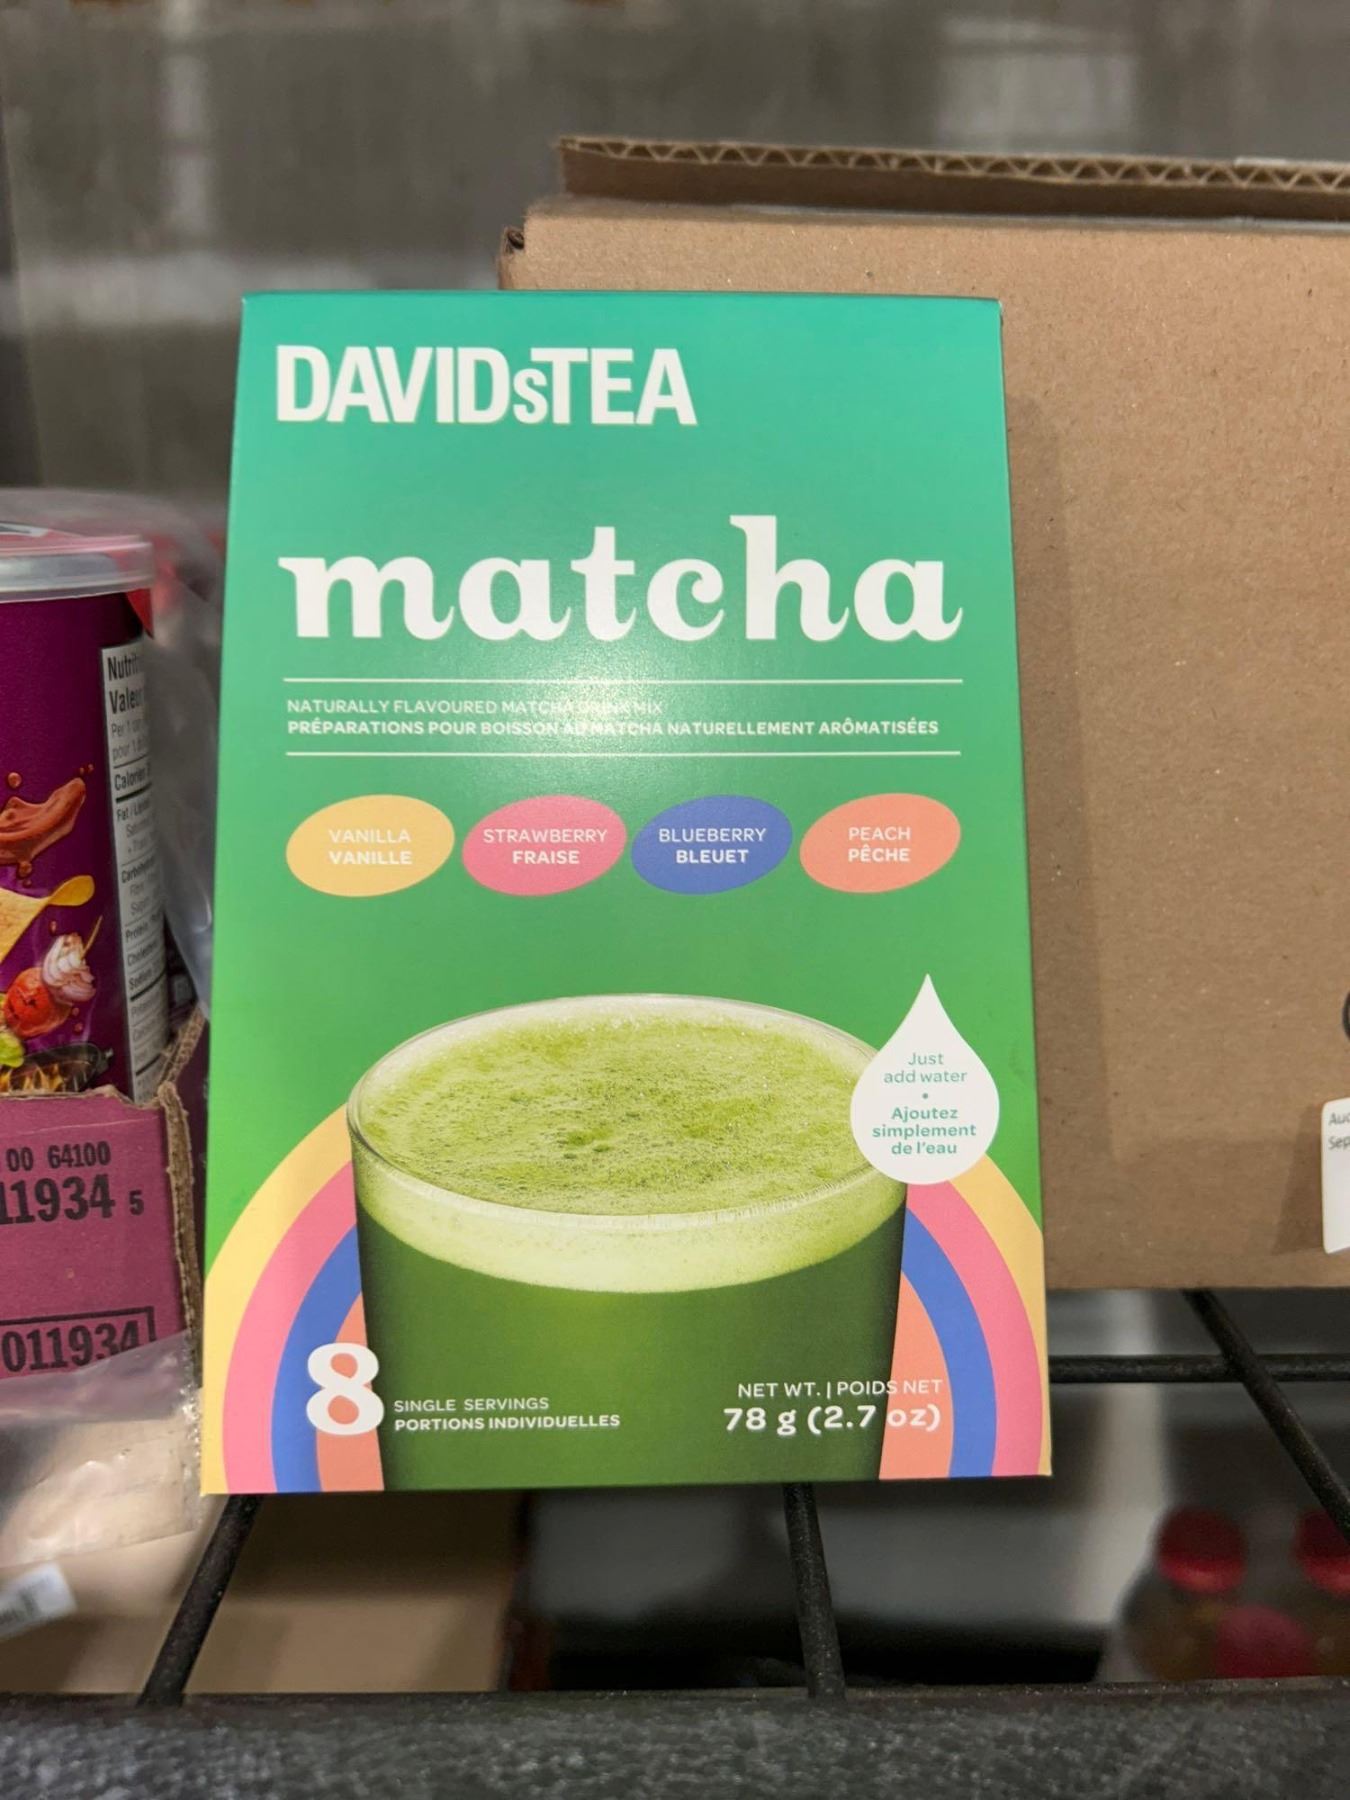 DAVIDsTEA
matcha
NATURALLY FLAVOURED MATCHA DRINK MIX
PRÉPARATIONS POUR BOISSON AU MATCHA NATURELLEMENT ARÔMATISÉES
VANILLA
VANILLE
STRAWBERRY
FRAISE
BLUEBERRY
BLEUET
PEACH
PÊCHE
Just
add water
•
Ajoutez
simplement
de l'eau
8
SINGLE SERVINGS
PORTIONS INDIVIDUELLES
NET WT. | POIDS NET
78 g (2.7 oz)
Calories
00 64100
11934 5
011934